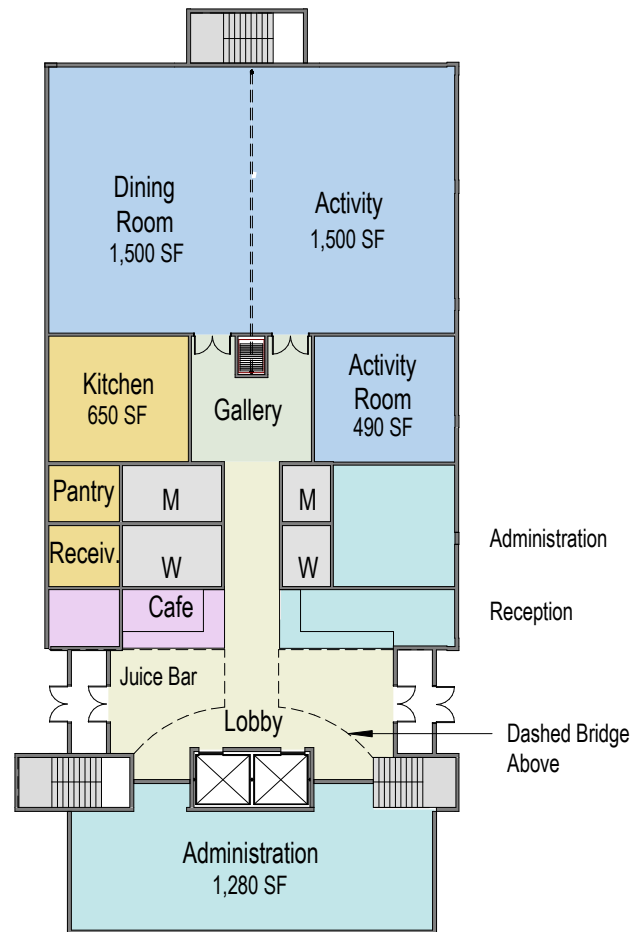 Dining
Room
1,500 SF
Activity
1,500 SF
Kitchen
650 SF
Gallery
Activity
Room
490 SF
Pantry
M
M
Receiv.
W
W
Administration
Cafe
Reception
Juice Bar
Lobby
Dashed Bridge
Above
Administration
1,280 SF